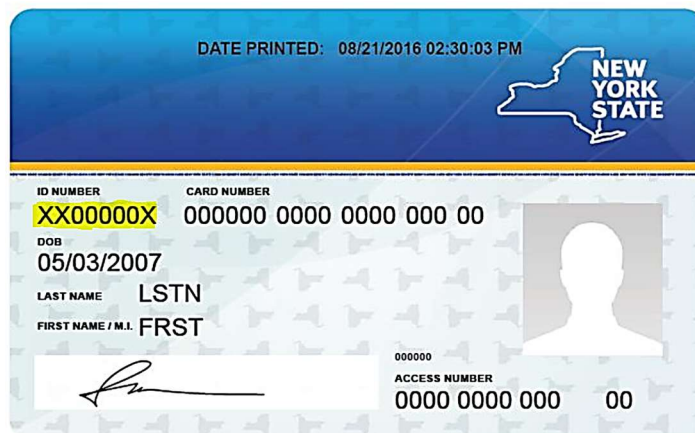 DATE PRINTED: 08/21/2016 02:30:03 PM
NEW
YORK
STATE
ID NUMBER CARD NUMBER
XX00000X 000000 0000 0000 000 00
DOB
05/03/2007
LAST NAME LSTN
FIRST NAME / M.I. FRST
000000
ACCESS NUMBER
0000 0000 000 00